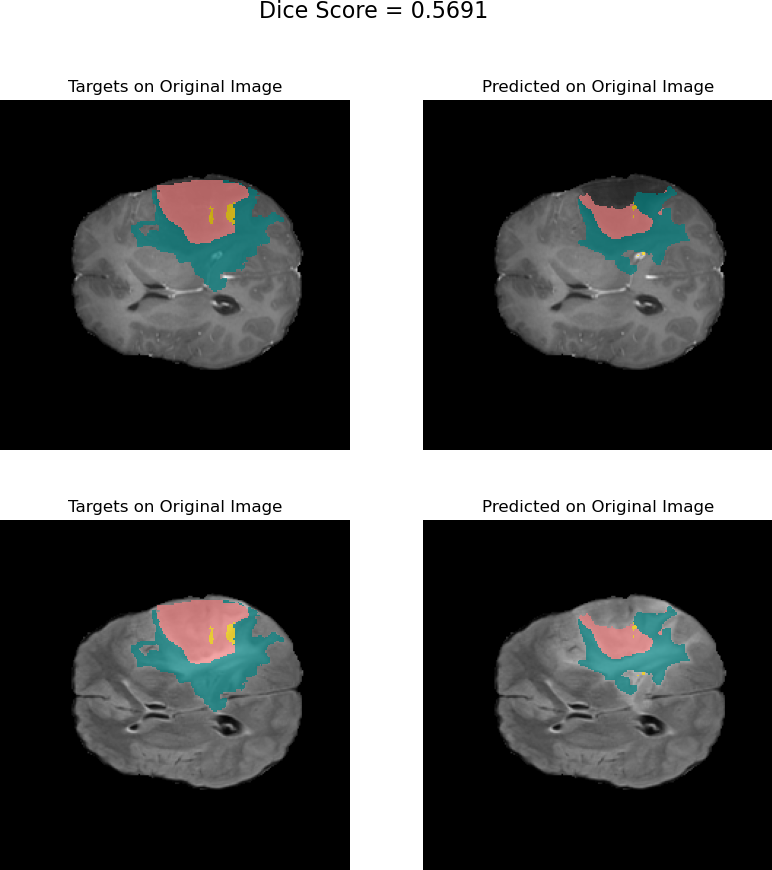 Dice Score = 0.5691
Targets on Original Image
Predicted on Original Image
Targets on Original Image
Predicted on Original Image